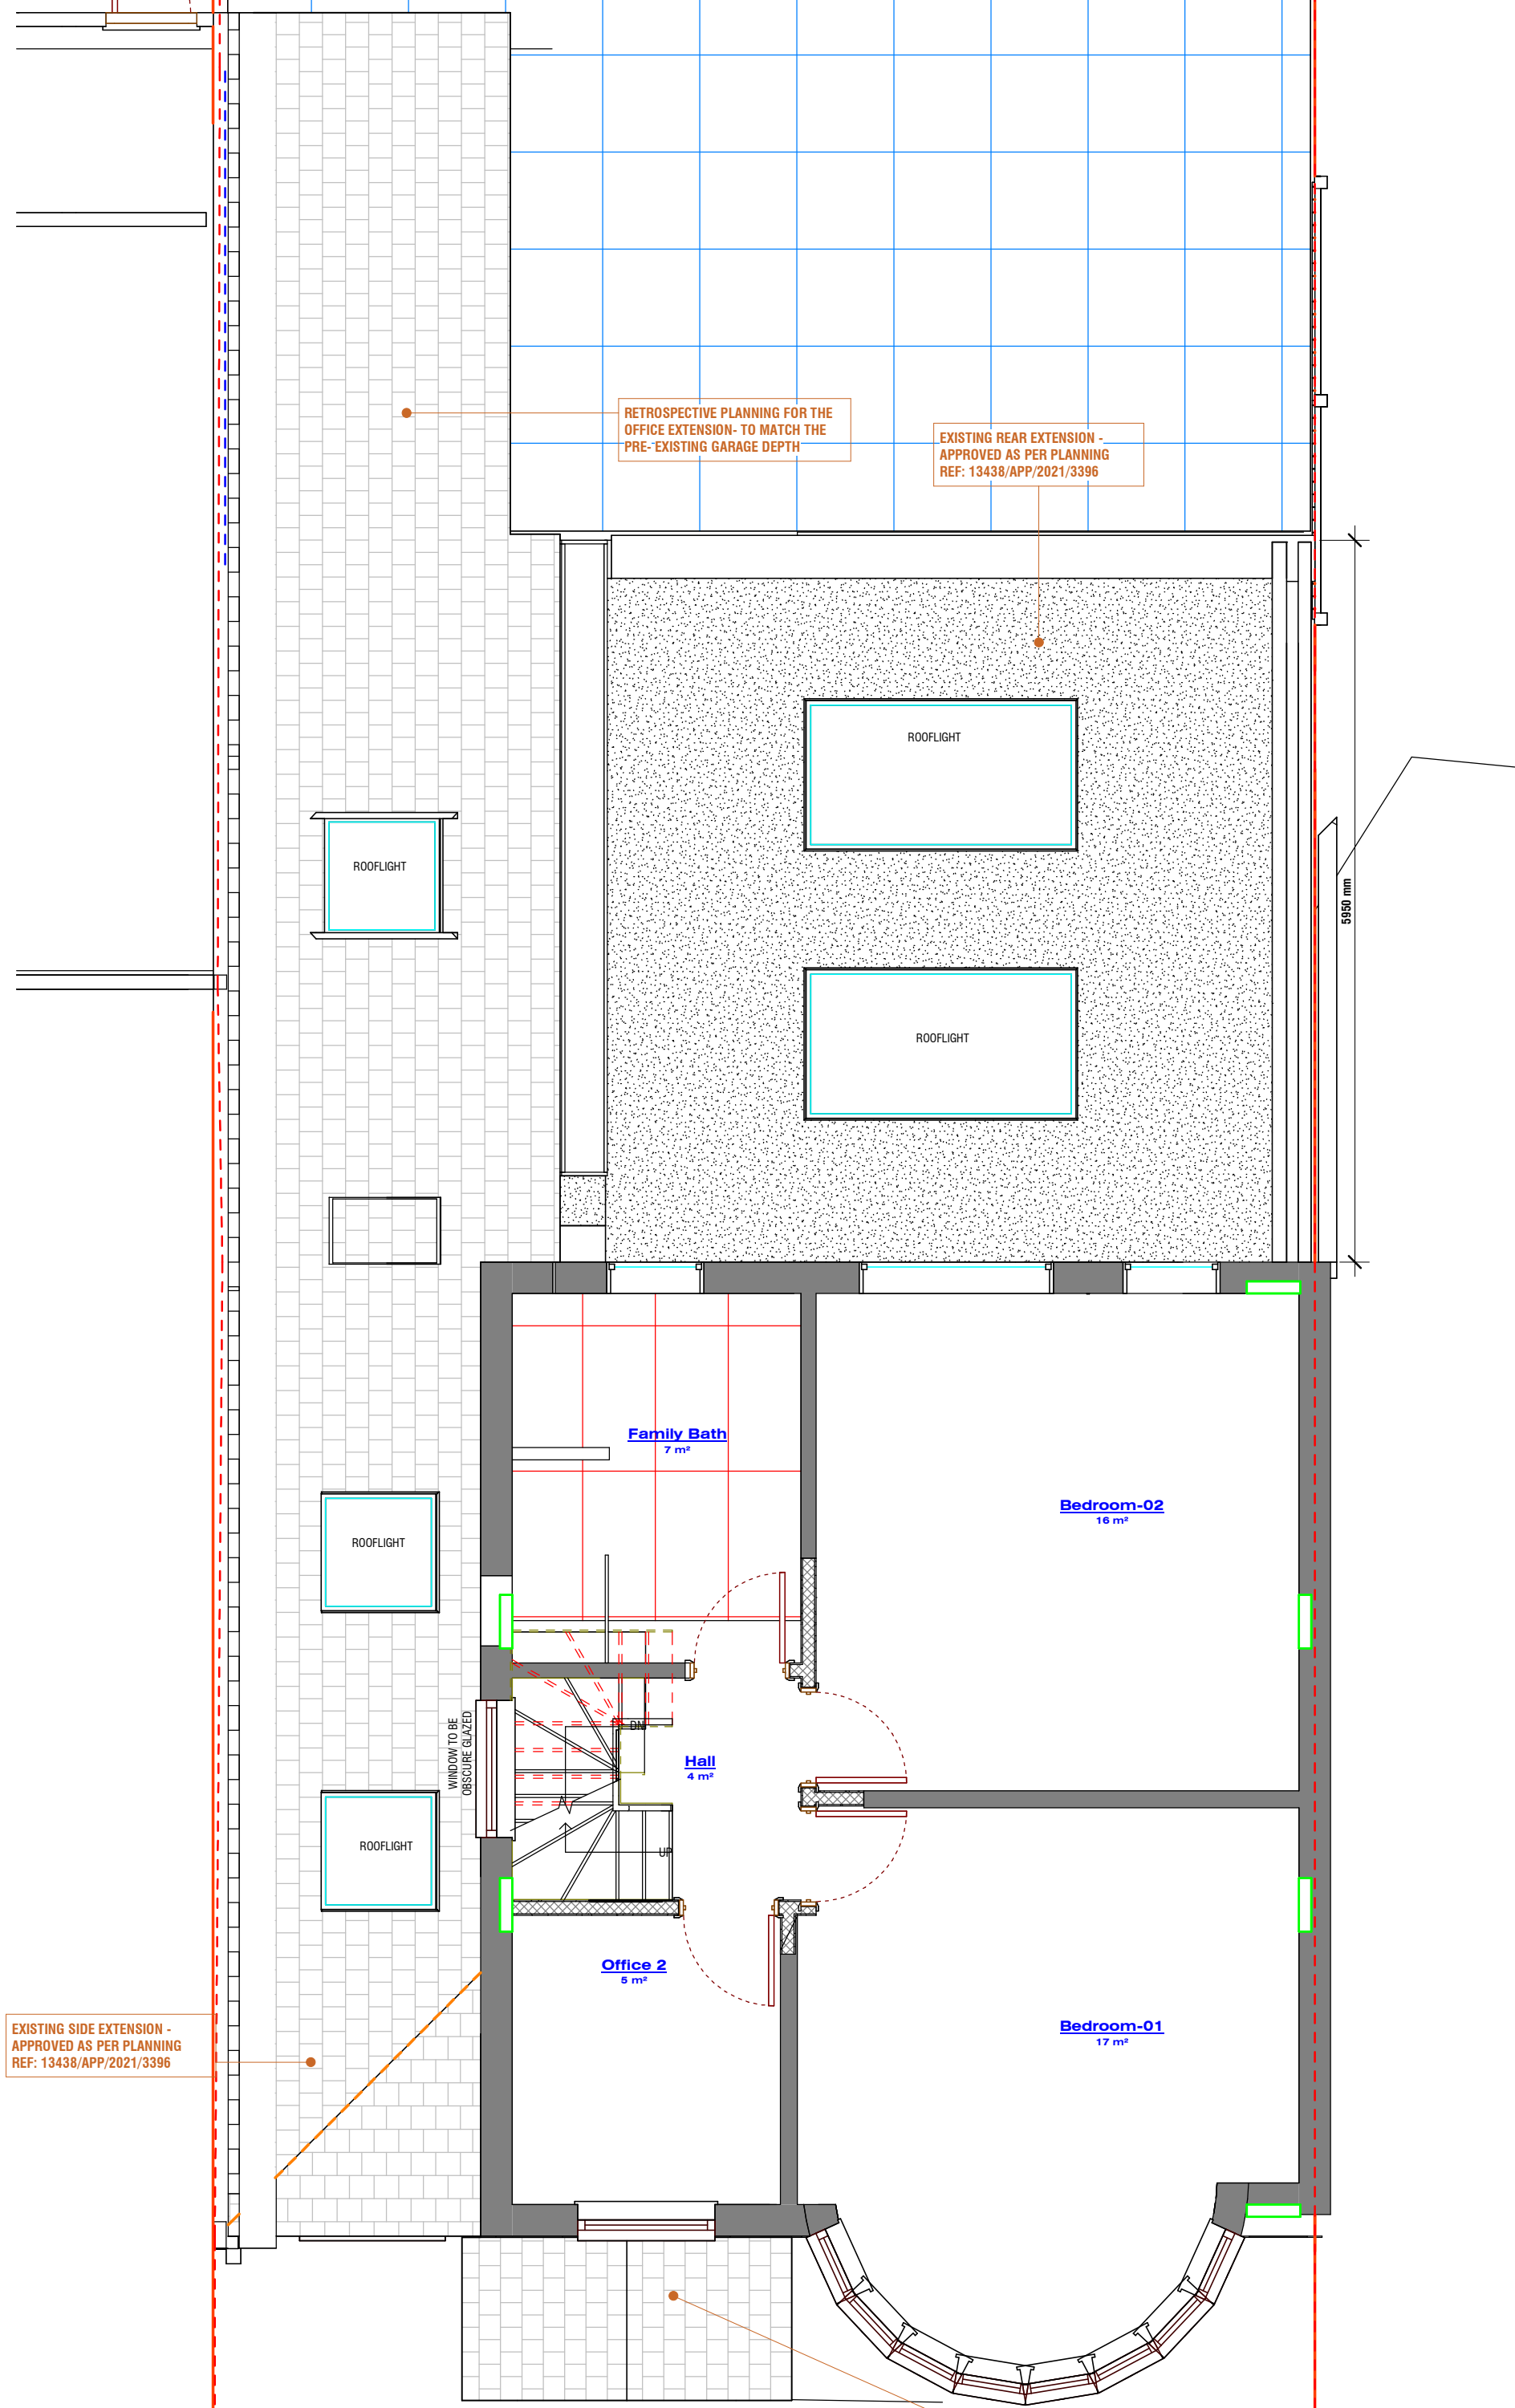 RETROSPECTIVE PLANNING FOR THE
OFFICE EXTENSION- TO MATCH THE
PRE- EXISTING GARAGE DEPTH
EXISTING REAR EXTENSION -
APPROVED AS PER PLANNING
REF: 13438/APP/2021/3396
ROOFLIGHT
ROOFLIGHT
5950 mm
ROOFLIGHT
Family Bath
7 m²
Bedroom-02
16 m²
ROOFLIGHT
WINDOW TO BE
OBSCURE GLAZED
DN
Hall
4 m²
ROOFLIGHT
UP
Office 2
5 m²
EXISTING SIDE EXTENSION -
APPROVED AS PER PLANNING
REF: 13438/APP/2021/3396
Bedroom-01
17 m²